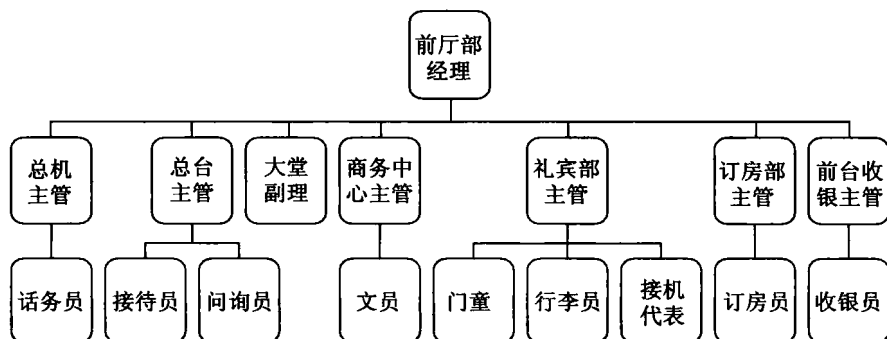 前厅部
经理
总机
主管
总台
主管
大堂
副理
商务中
心主管
礼宾部
主管
订房部
主管
前台收
银主管
话务员
接待员
问询员
文员
门童
行李员
接机
代表
订房员
收银员